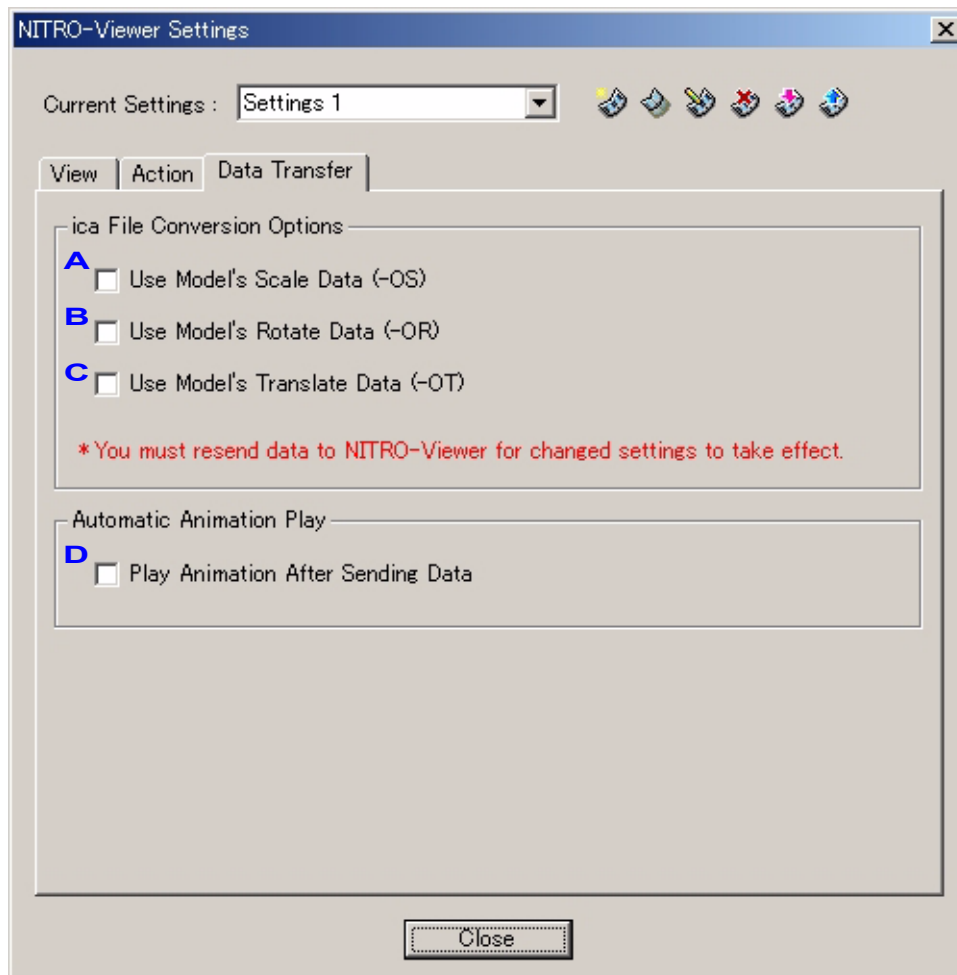 NITRO-Viewer Settings
Current Settings : Settings 1
View Action Data Transfer
ica File Conversion Options
A Use Model's Scale Data (-OS)
B Use Model's Rotate Data (-OR)
C Use Model's Translate Data (-OT)
* You must resend data to NITRO-Viewer for changed settings to take effect.
Automatic Animation Play
D Play Animation After Sending Data
Close